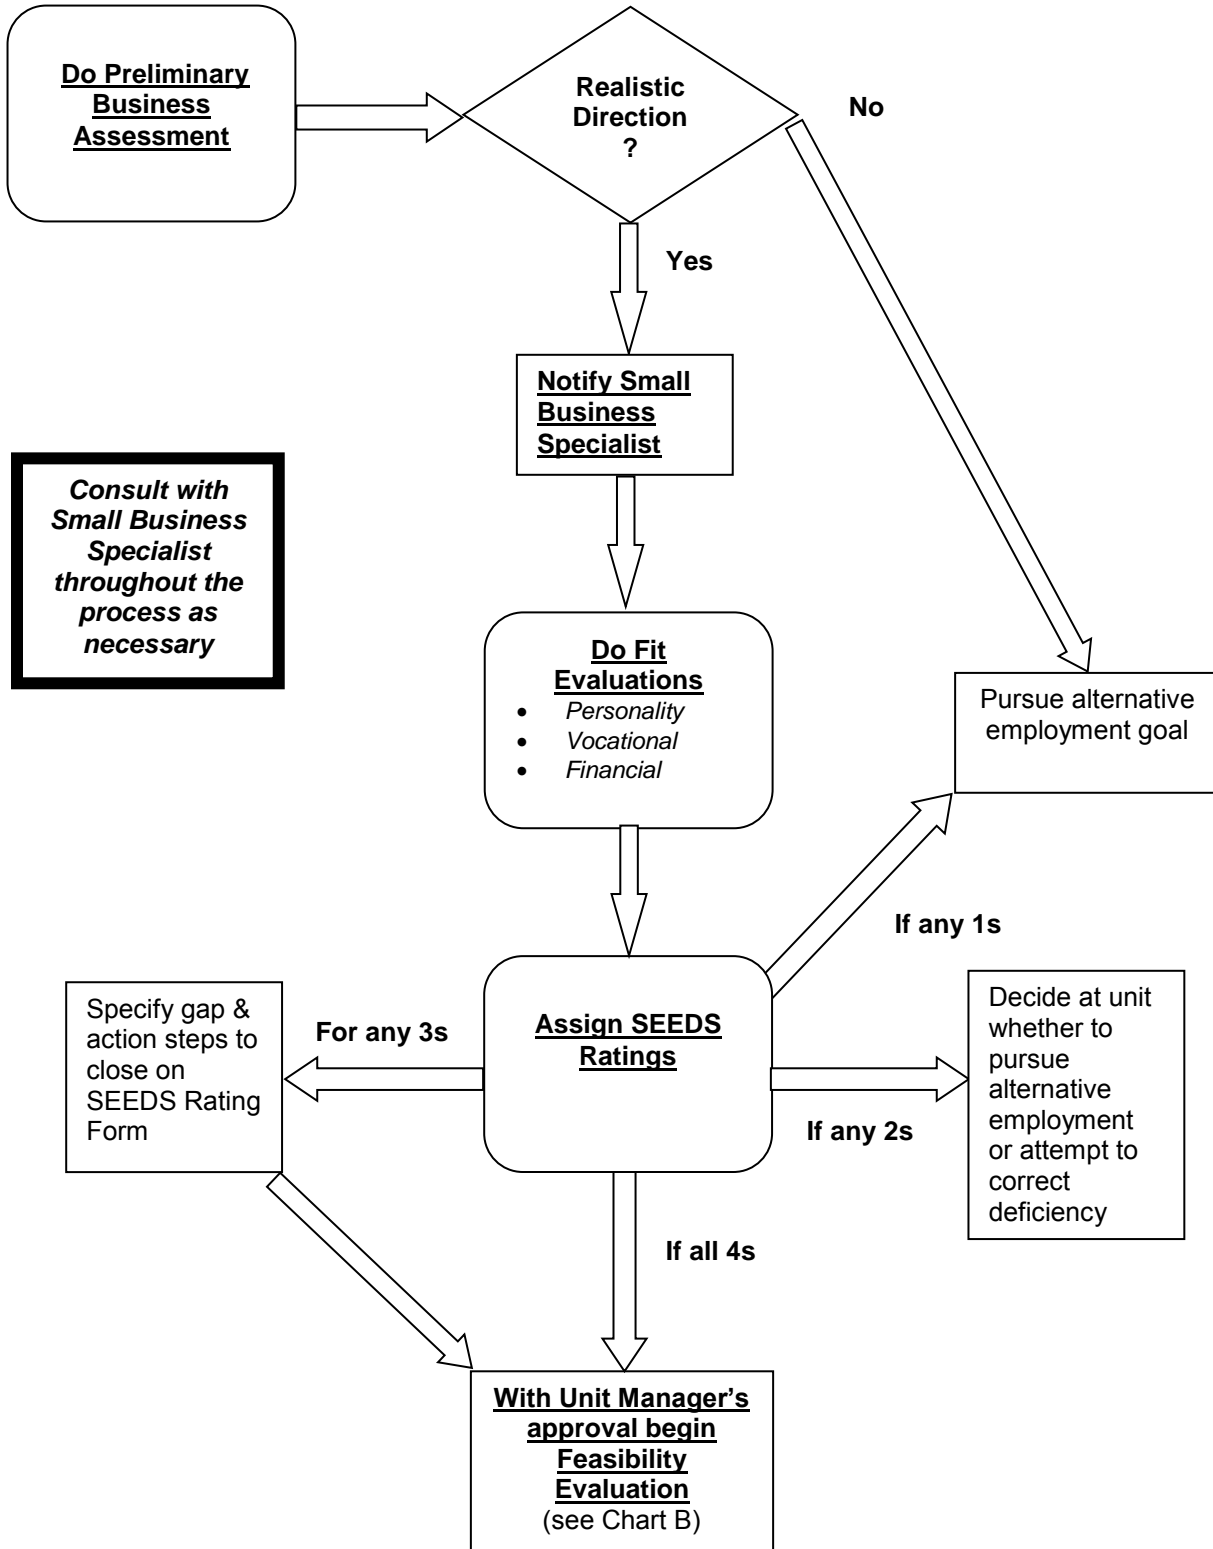 Do Preliminary
Business
Assessment
Realistic
Direction
?
No
Yes
Notify Small
Business
Specialist
Consult with
Small Business
Specialist
throughout the
process as
necessary
Do Fit
Evaluations
• Personality
• Vocational
• Financial
Pursue alternative
employment goal
If any 1s
Assign SEEDS
Ratings
For any 3s
Specify gap &
action steps to
close on
SEEDS Rating
Form
If any 2s
Decide at unit
whether to
pursue
alternative
employment
or attempt to
correct
deficiency
If all 4s
With Unit Manager’s
approval begin
Feasibility
Evaluation
(see Chart B)